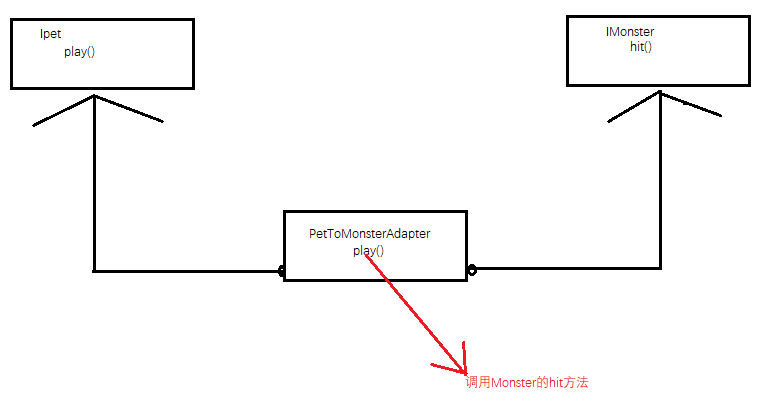 Ipet
play()
IMonster
hit()
PetToMonsterAdapter
play()
调用Monster的hit方法